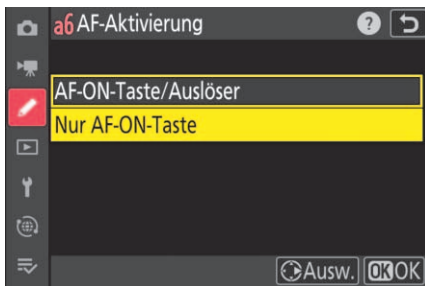 a6 AF-Aktivierung ?
AF-ON-Taste/Auslöser
Nur AF-ON-Taste
Ausw. OK OK